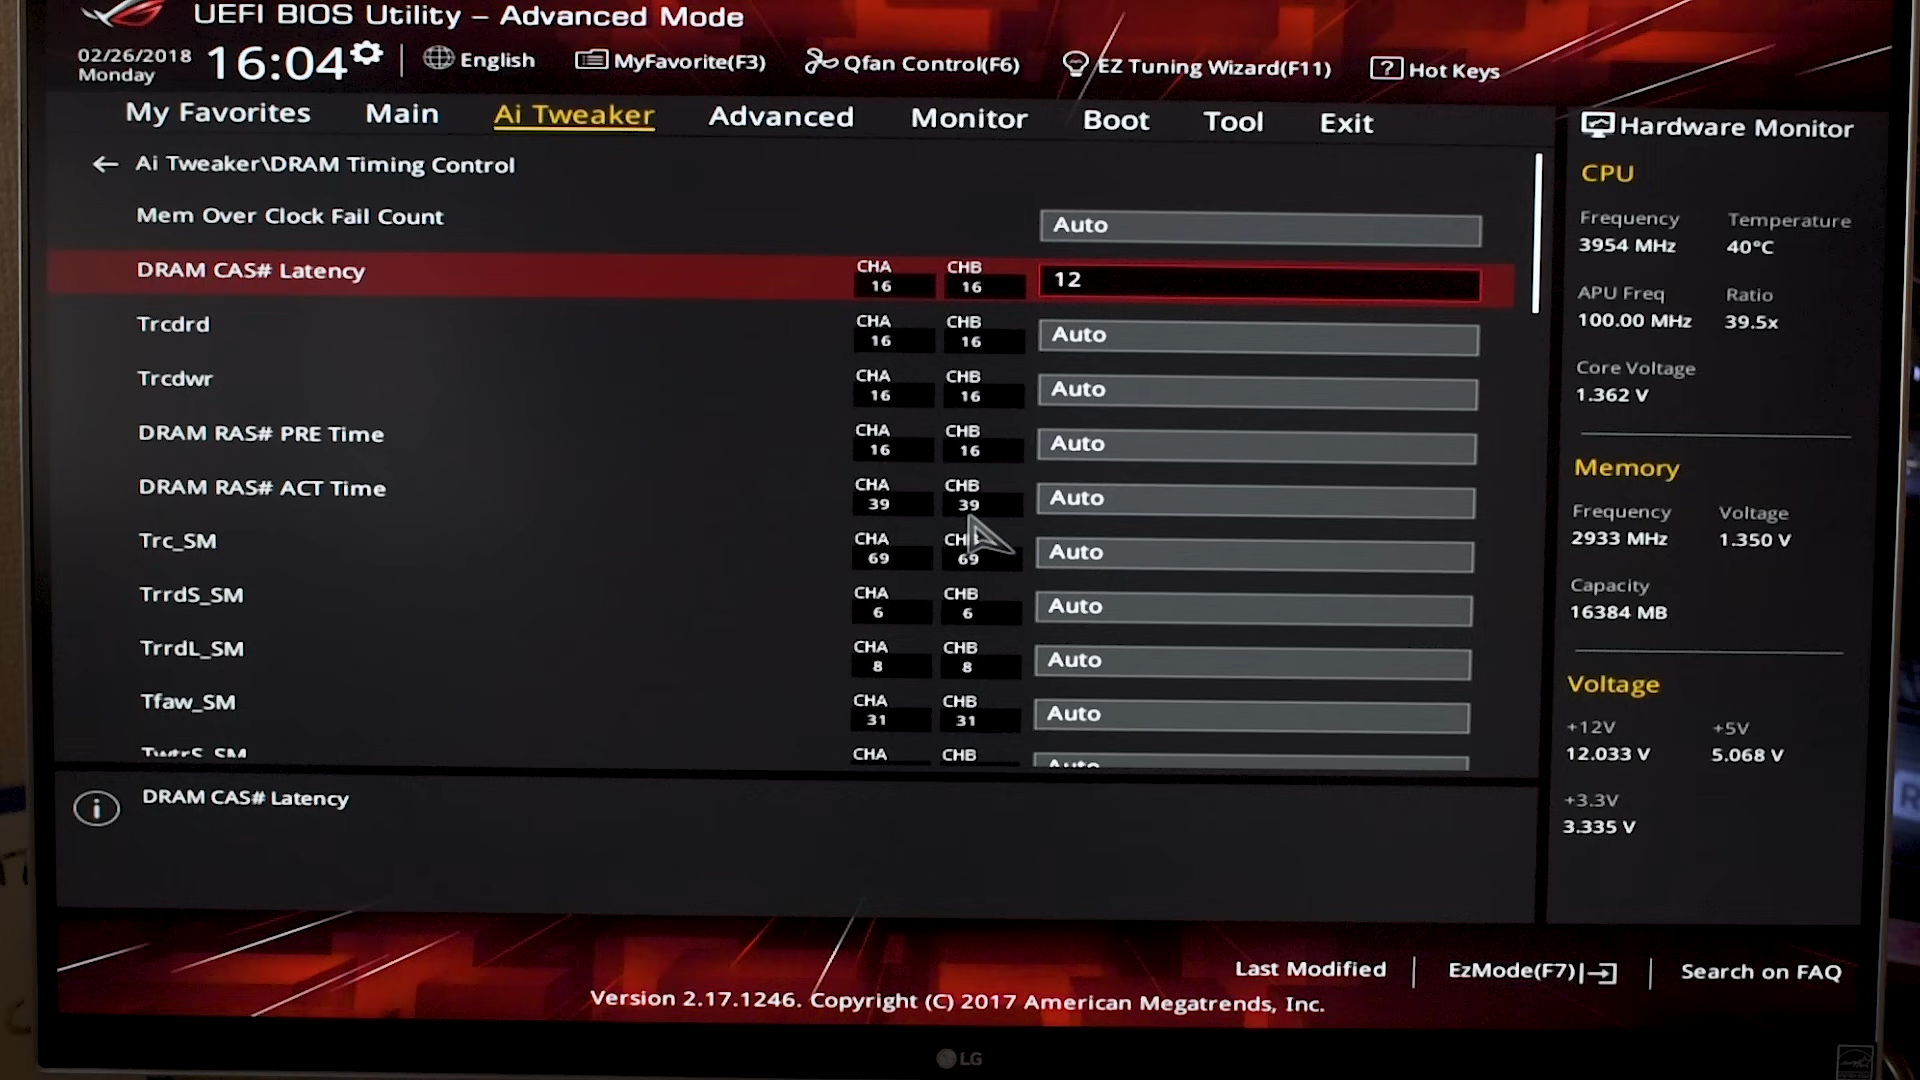 UEFI BIOS Utility – Advanced Mode
02/26/2018
Monday
16:04
English
MyFavorite(F3)
Qfan Control(F6)
EZ Tuning Wizard(F11)
? Hot Keys
My Favorites Main Ai Tweaker Advanced Monitor Boot Tool Exit
Ai Tweaker\DRAM Timing Control
Mem Over Clock Fail Count Auto
DRAM CAS# Latency CHA 16 CHB 16 12
Trcdrd CHA 16 CHB 16 Auto
Trcdwr CHA 16 CHB 16 Auto
DRAM RAS# PRE Time CHA 16 CHB 16 Auto
DRAM RAS# ACT Time CHA 39 CHB 39 Auto
Trc_SM CHA 69 CHB 69 Auto
TrrdS_SM CHA 6 CHB 6 Auto
TrrdL_SM CHA 8 CHB 8 Auto
Tfaw_SM CHA 31 CHB 31 Auto
TwtrS_SM CHA CHB Auto
i DRAM CAS# Latency
Hardware Monitor
CPU
Frequency Temperature
3954 MHz 40°C
APU Freq Ratio
100.00 MHz 39.5x
Core Voltage
1.362 V
Memory
Frequency Voltage
2933 MHz 1.350 V
Capacity
16384 MB
Voltage
+12V +5V
12.033 V 5.068 V
+3.3V
3.335 V
Last Modified EzMode(F7) Search on FAQ
Version 2.17.1246. Copyright (C) 2017 American Megatrends, Inc.
LG